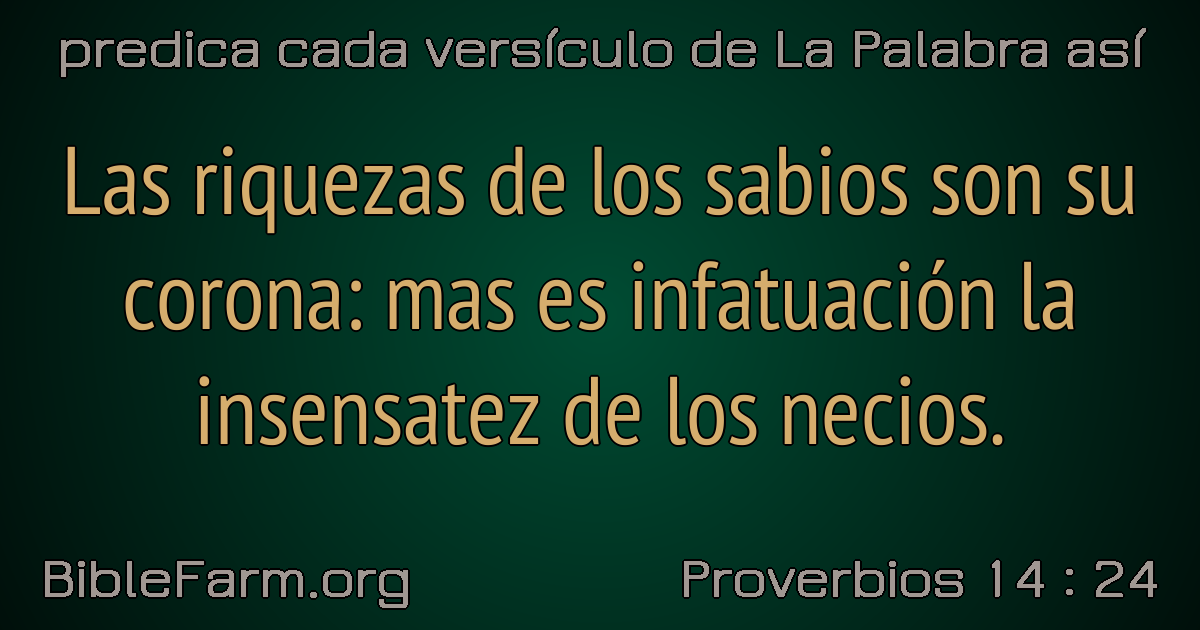 predica cada versículo de La Palabra así
Las riquezas de los sabios son su
corona: mas es infatuación la
insensatez de los necios.
BibleFarm.org
Proverbios 14 : 24